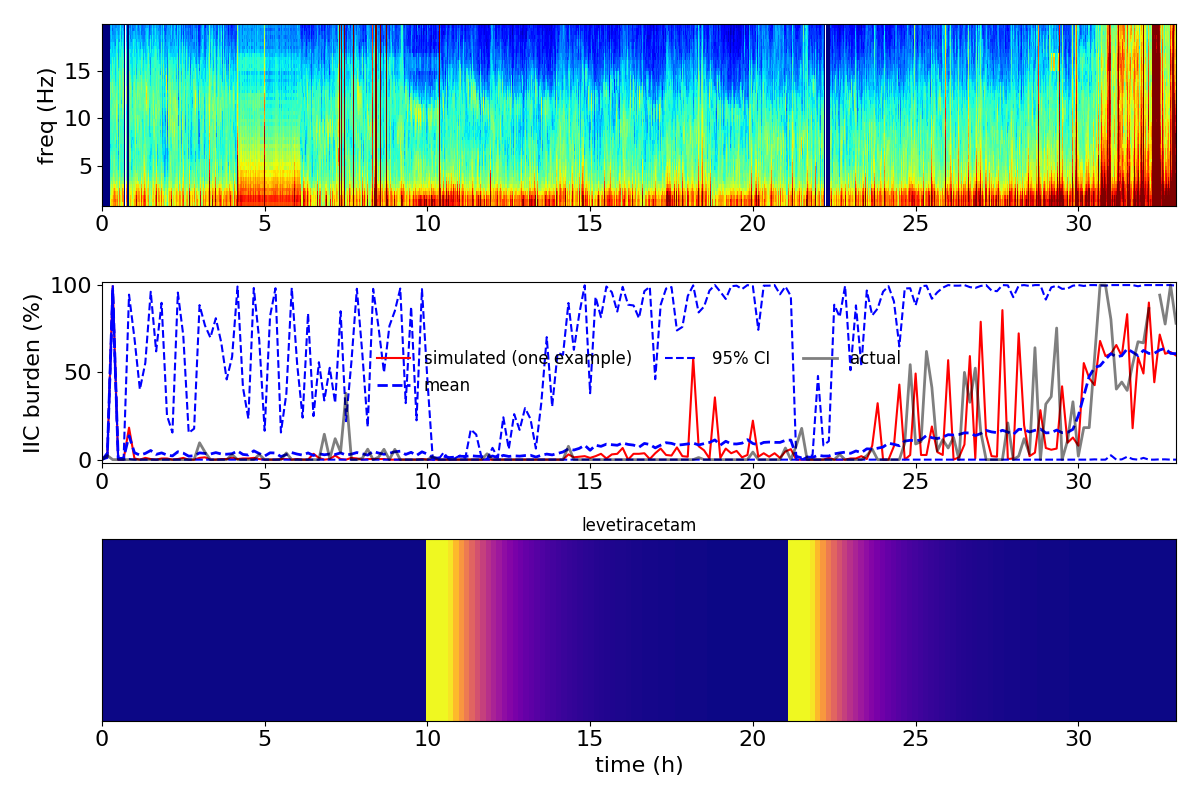 freq (Hz)
15
10
5
0 5 10 15 20 25 30
IIC burden (%)
100
50
0
simulated (one example) 95% CI actual
mean
0 5 10 15 20 25 30
levetiracetam
0 5 10 15 20 25 30
time (h)